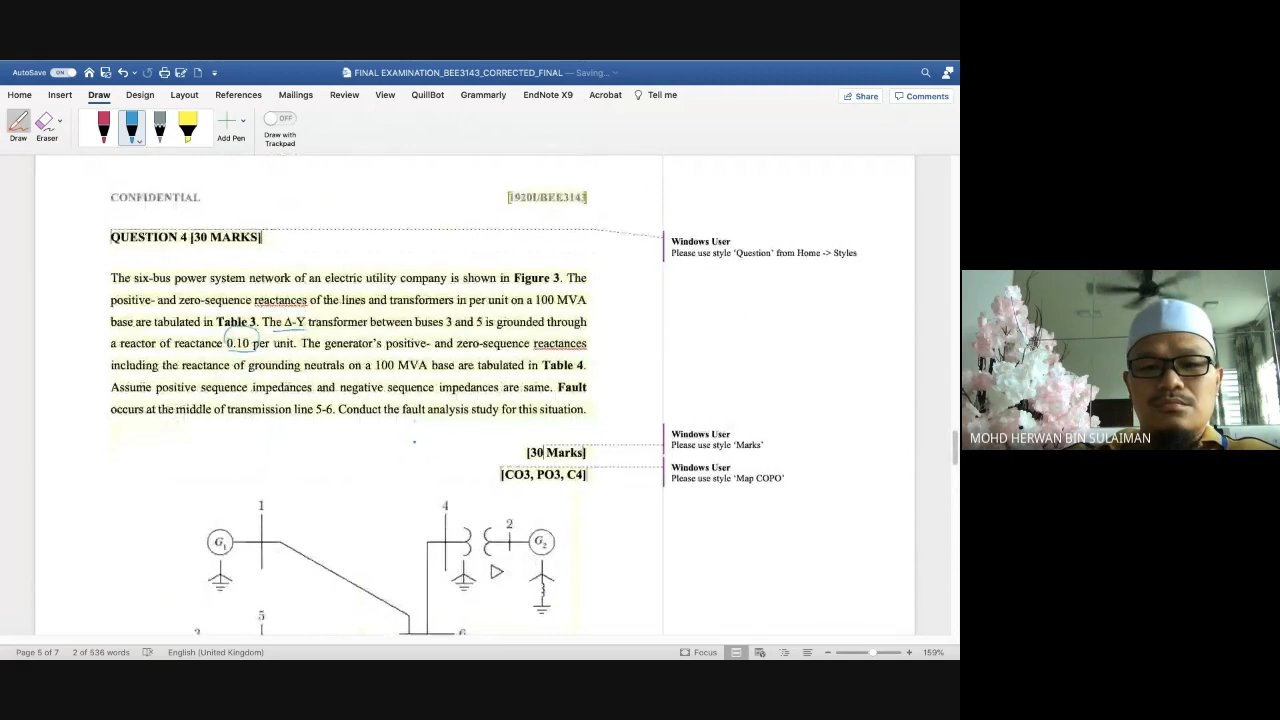 AutoSave ON FINAL EXAMINATION_BEE3143_CORRECTED_FINAL — Saving...
Home Insert Draw Design Layout References Mailings Review View QuillBot Grammarly EndNote X9 Acrobat Tell me Share Comments
OFF
Draw Eraser Add Pen Draw with
Trackpad
CONFIDENTIAL [1920I/BEE3143]
QUESTION 4 [30 MARKS]
Windows User
Please use style 'Question' from Home -> Styles
The six-bus power system network of an electric utility company is shown in Figure 3. The
positive- and zero-sequence reactances of the lines and transformers in per unit on a 100 MVA
base are tabulated in Table 3. The Δ-Y transformer between buses 3 and 5 is grounded through
a reactor of reactance 0.10 per unit. The generator's positive- and zero-sequence reactances
including the reactance of grounding neutrals on a 100 MVA base are tabulated in Table 4.
Assume positive sequence impedances and negative sequence impedances are same. Fault
occurs at the middle of transmission line 5-6. Conduct the fault analysis study for this situation.
Windows User
Please use style 'Marks'
[30 Marks]
Windows User
Please use style 'Map COPO'
[CO3, PO3, C4]
1 4
2
G1 G2
5
3 6
MOHD HERWAN BIN SULAIMAN
Page 5 of 7 2 of 536 words English (United Kingdom) Focus 159%